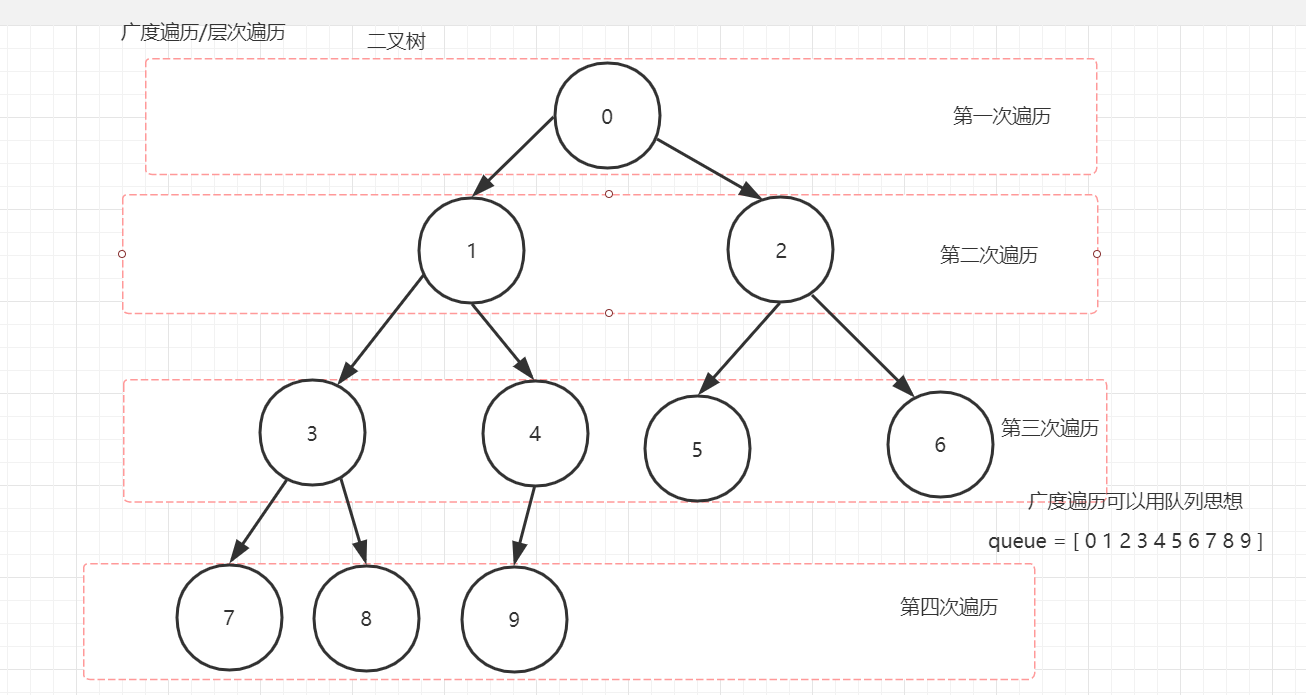 广度遍历/层次遍历
二叉树
0
第一次遍历
1
2
第二次遍历
3
4
5
6
第三次遍历
广度遍历可以用队列思想
queue = [ 0 1 2 3 4 5 6 7 8 9 ]
7
8
9
第四次遍历